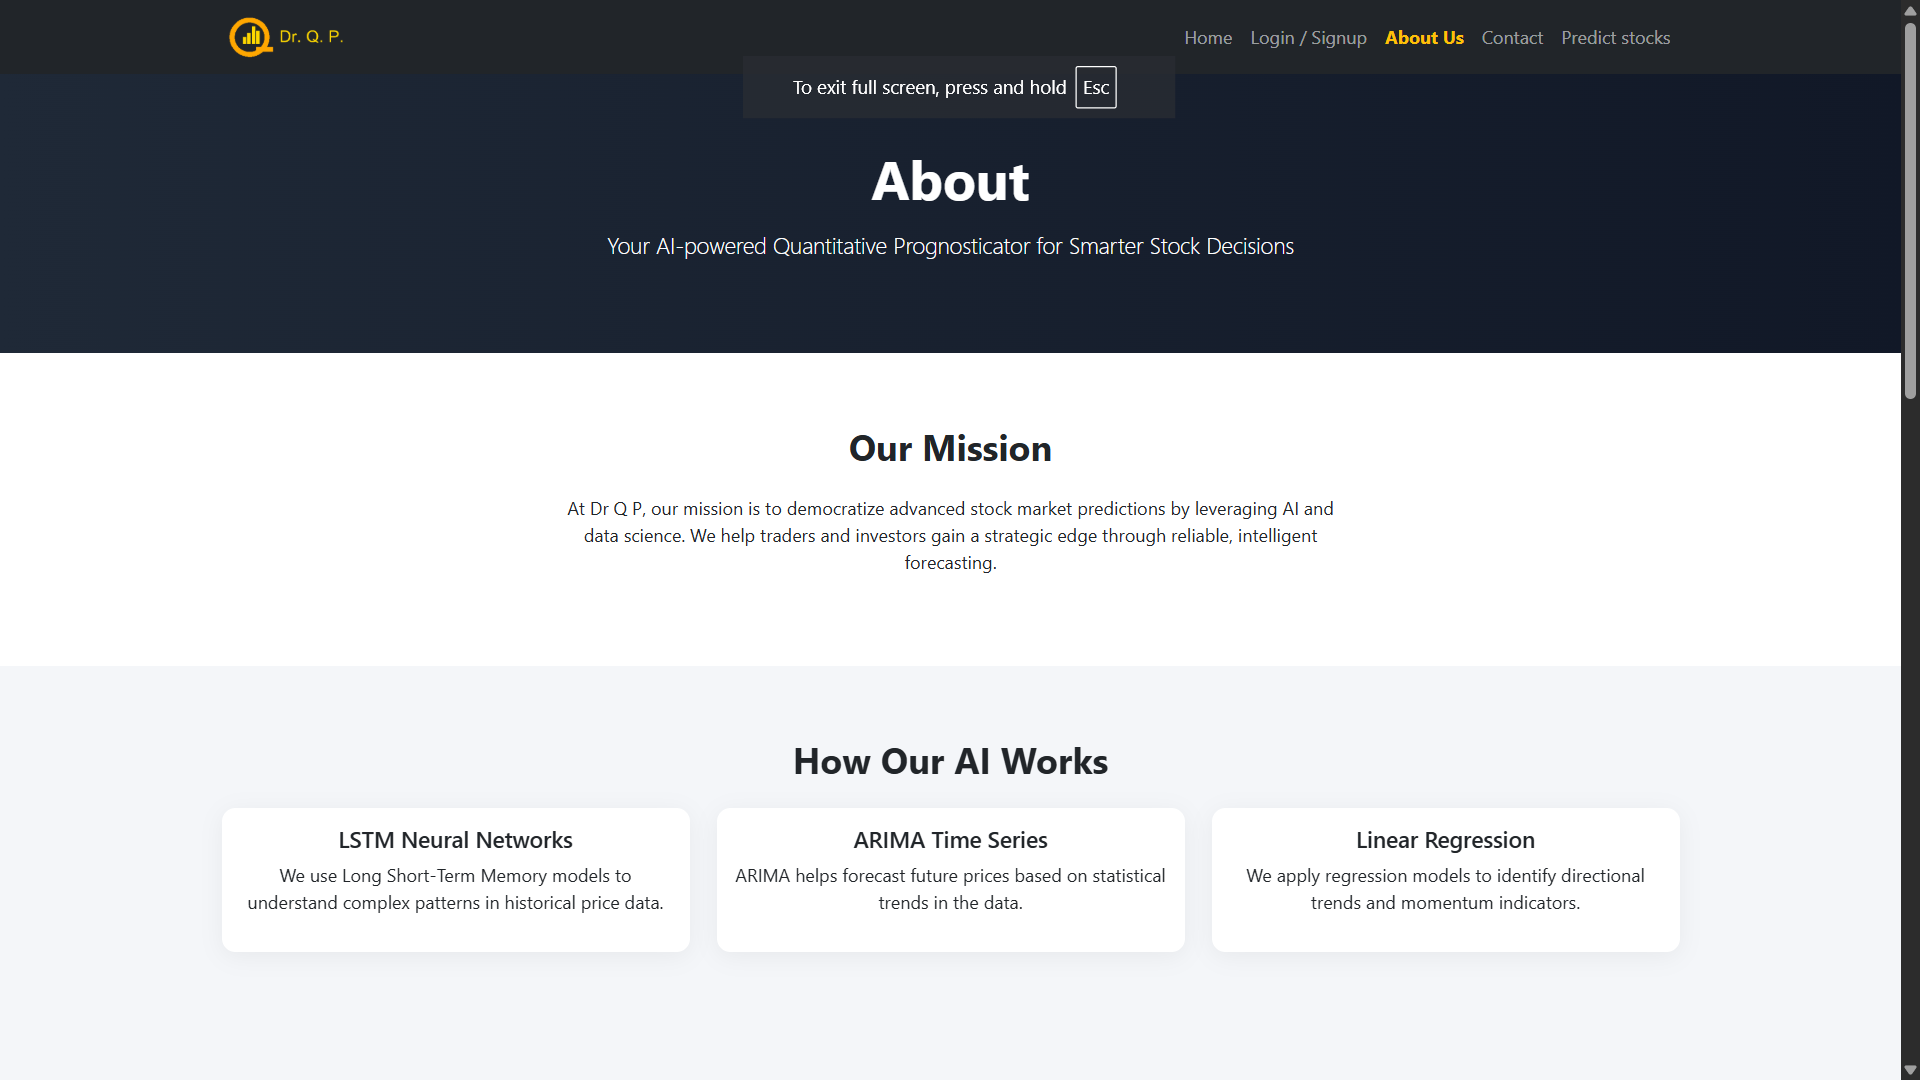 Dr. Q. P.
Home Login / Signup About Us Contact Predict stocks
To exit full screen, press and hold Esc
About
Your AI-powered Quantitative Prognosticator for Smarter Stock Decisions
Our Mission
At Dr Q P, our mission is to democratize advanced stock market predictions by leveraging AI and
data science. We help traders and investors gain a strategic edge through reliable, intelligent
forecasting.
How Our AI Works
LSTM Neural Networks
We use Long Short-Term Memory models to
understand complex patterns in historical price data.
ARIMA Time Series
ARIMA helps forecast future prices based on statistical
trends in the data.
Linear Regression
We apply regression models to identify directional
trends and momentum indicators.